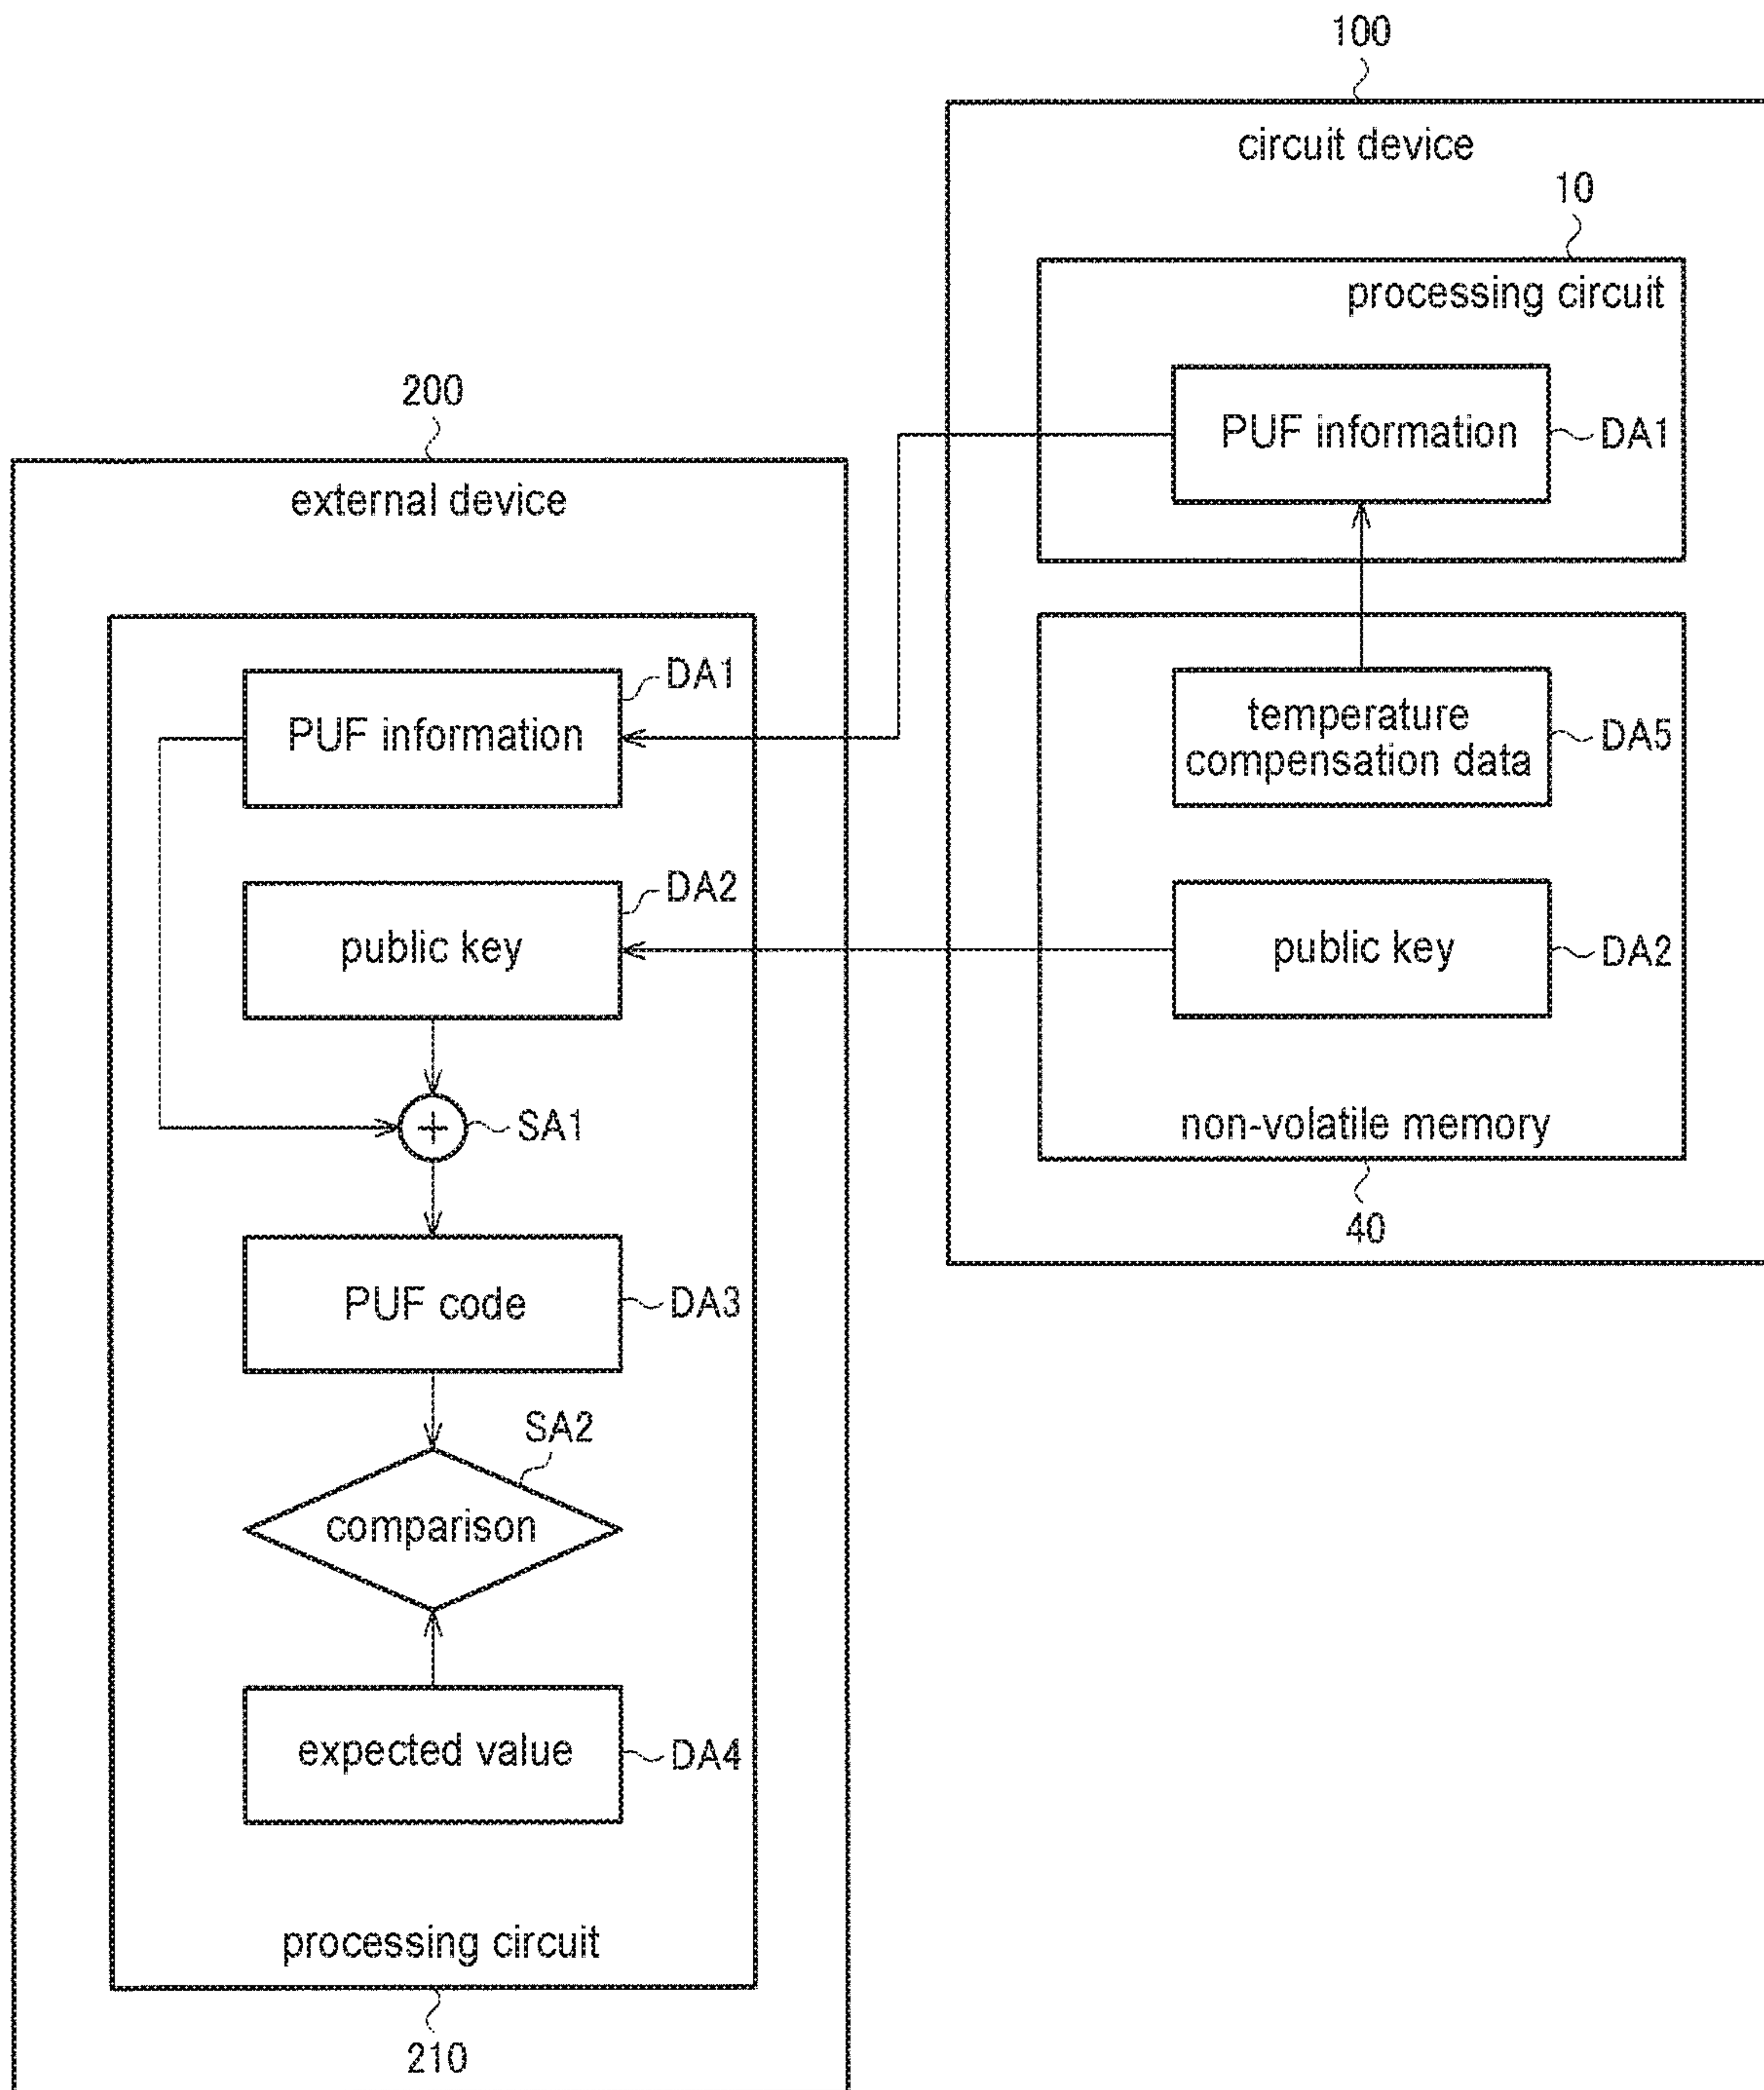 100
circuit device
10
processing circuit
PUF information
DA1
200
external device
PUF information
DA1
temperature
compensation data
DA5
public key
DA2
public key
DA2
SA1
non-volatile memory
40
PUF code
DA3
SA2
comparison
expected value
DA4
processing circuit
210